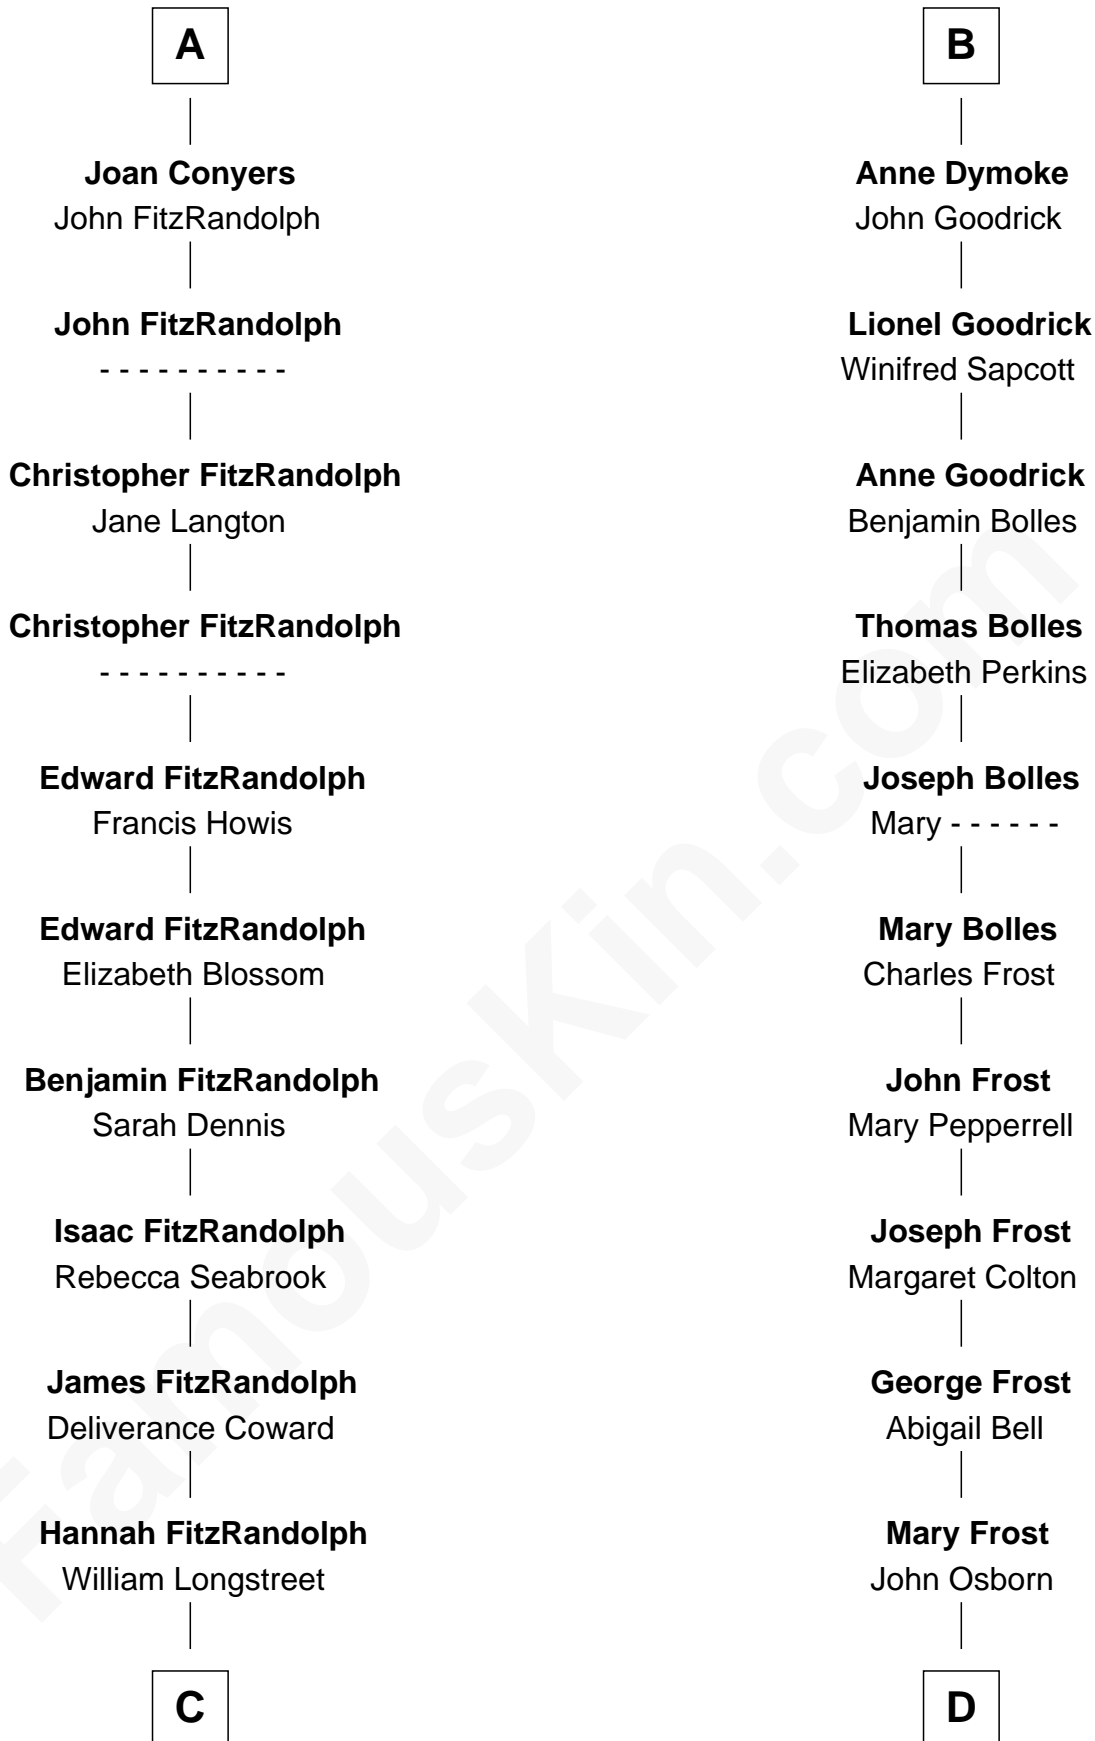 A
Joan Conyers
John FitzRandolph
John FitzRandolph
- - - - - - - - - -
Christopher FitzRandolph
Jane Langton
Christopher FitzRandolph
- - - - - - - - - -
Edward FitzRandolph
Francis Howis
Edward FitzRandolph
Elizabeth Blossom
Benjamin FitzRandolph
Sarah Dennis
Isaac FitzRandolph
Rebecca Seabrook
James FitzRandolph
Deliverance Coward
Hannah FitzRandolph
William Longstreet
C
B
Anne Dymoke
John Goodrick
Lionel Goodrick
Winifred Sapcott
Anne Goodrick
Benjamin Bolles
Thomas Bolles
Elizabeth Perkins
Joseph Bolles
Mary - - - - - -
Mary Bolles
Charles Frost
John Frost
Mary Pepperrell
Joseph Frost
Margaret Colton
George Frost
Abigail Bell
Mary Frost
John Osborn
D
FamousKin.com